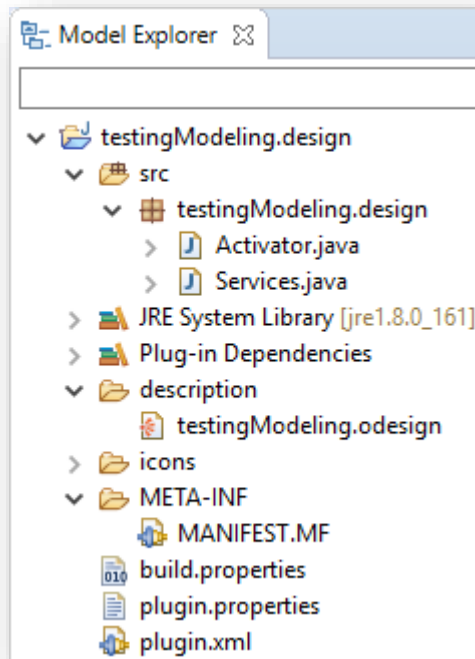 Model Explorer
testingModeling.design
src
testingModeling.design
Activator.java
Services.java
JRE System Library [jre1.8.0_161]
Plug-in Dependencies
description
testingModeling.odesign
icons
META-INF
MANIFEST.MF
build.properties
plugin.properties
plugin.xml